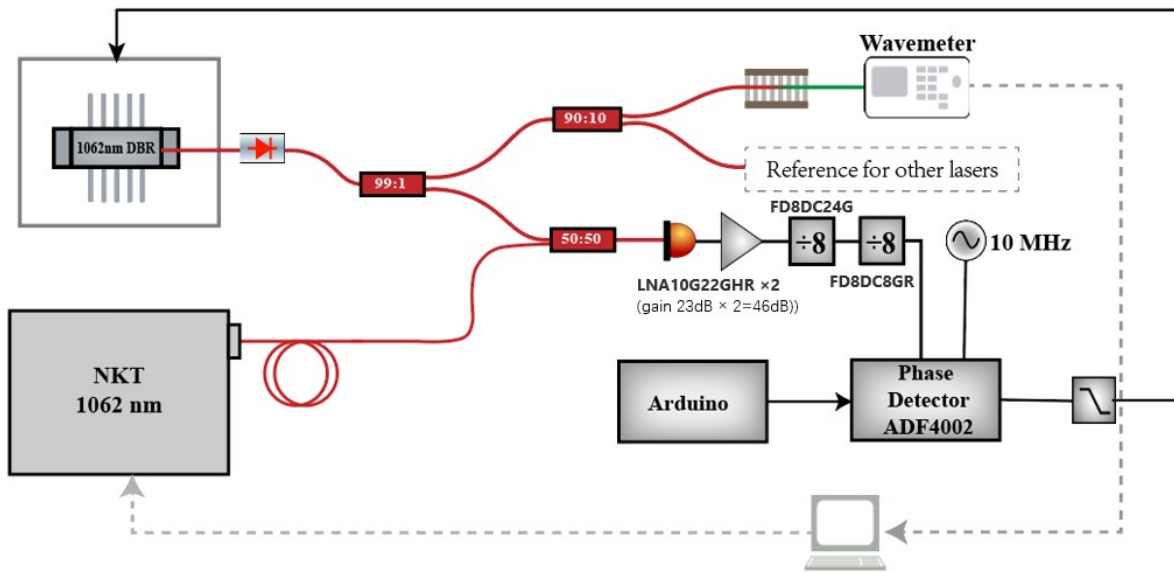 Wavemeter
1062nm DBR
90:10
99:1
Reference for other lasers
FD8DC24G
50:50
÷8
÷8
10 MHz
LNA10G22GHR ×2
(gain 23dB × 2=46dB))
FD8DC8GR
NKT
1062 nm
Arduino
Phase
Detector
ADF4002